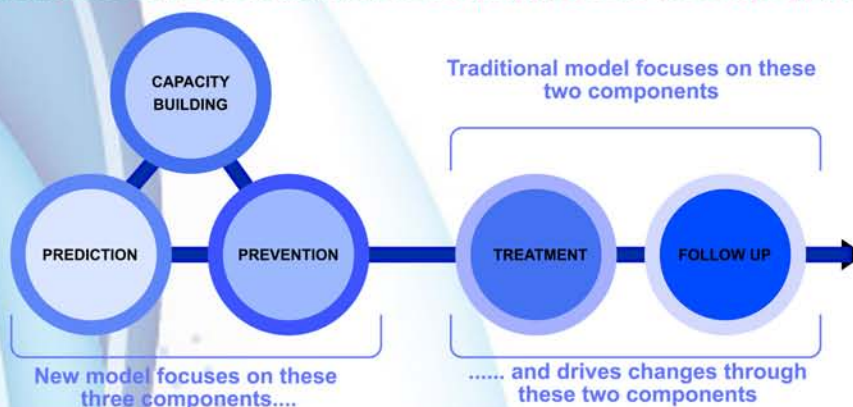 CAPACITY
BUILDING
Traditional model focuses on these
two components
PREDICTION
PREVENTION
TREATMENT
FOLLOW UP
New model focuses on these
three components....
...... and drives changes through
these two components